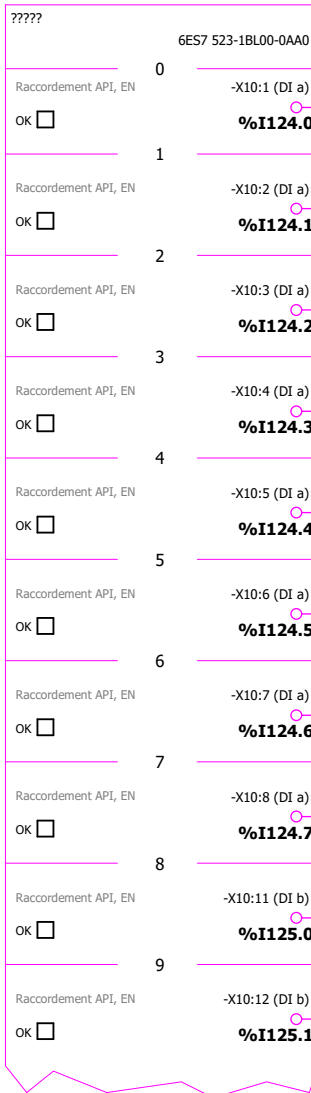 ?????
6ES7 523-1BL00-0AA0
0
Raccordement API, EN -X10:1 (DI a)
OK %I124.0
1
Raccordement API, EN -X10:2 (DI a)
OK %I124.1
2
Raccordement API, EN -X10:3 (DI a)
OK %I124.2
3
Raccordement API, EN -X10:4 (DI a)
OK %I124.3
4
Raccordement API, EN -X10:5 (DI a)
OK %I124.4
5
Raccordement API, EN -X10:6 (DI a)
OK %I124.5
6
Raccordement API, EN -X10:7 (DI a)
OK %I124.6
7
Raccordement API, EN -X10:8 (DI a)
OK %I124.7
8
Raccordement API, EN -X10:11 (DI b)
OK %I125.0
9
Raccordement API, EN -X10:12 (DI b)
OK %I125.1